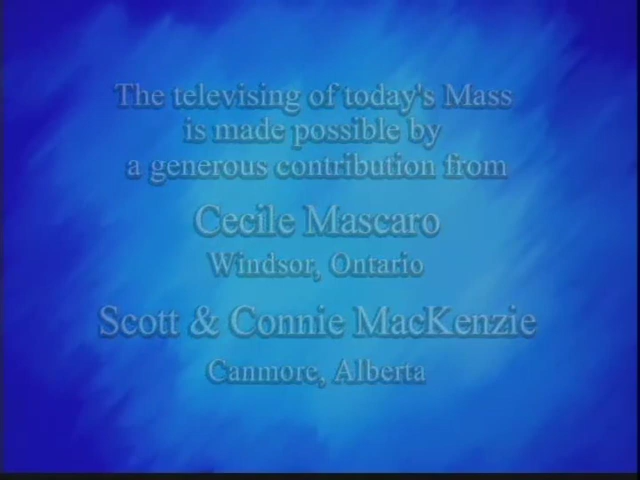 The televising of today's Mass
is made possible by
a generous contribution from
Cecile Mascaro
Windsor, Ontario
Scott & Connie MacKenzie
Canmore, Alberta